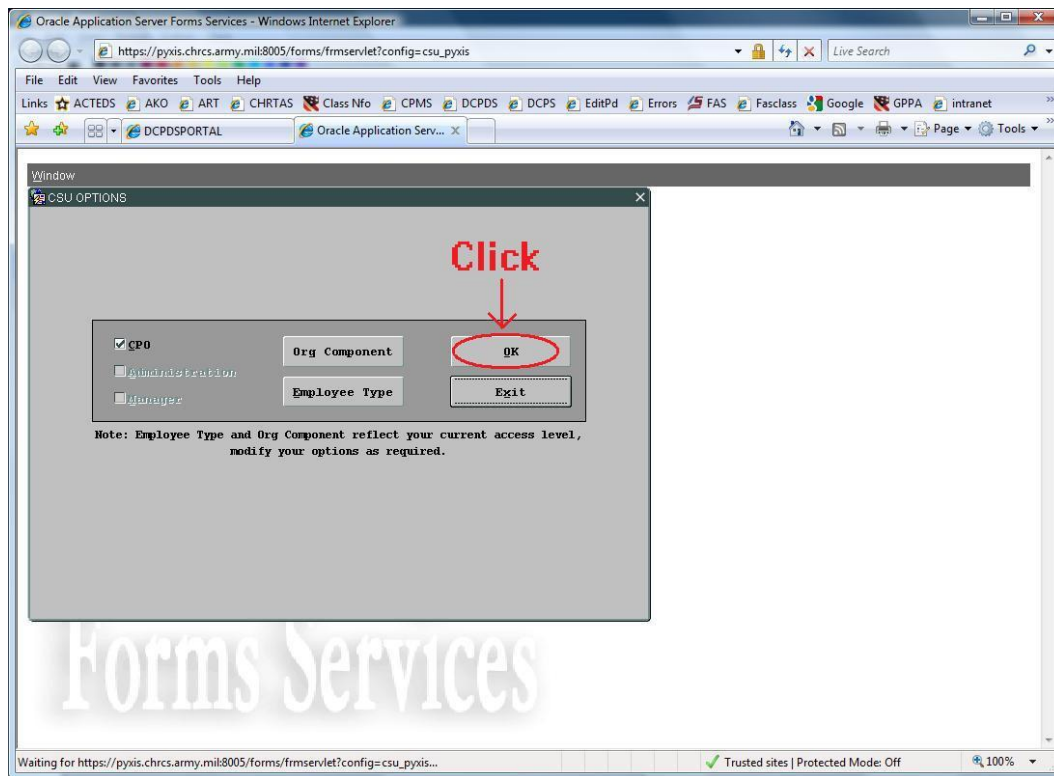 Oracle Application Server Forms Services - Windows Internet Explorer
https://pyxis.chrcs.army.mil:8005/forms/frmservlet?config=csu_pyxis
Live Search
File Edit View Favorites Tools Help
Links ACTEDS AKO ART CHRTAS Class Nfo CPMS DCPDS DCPS EditPd Errors FAS Fasclass Google GPPA intranet
DCPDSPORTAL Oracle Application Serv... Page Tools
Window
CSU OPTIONS
Click
CPO Org Component OK
Administration
Manager Employee Type Exit
Note: Employee Type and Org Component reflect your current access level,
modify your options as required.
Forms Services
Waiting for https://pyxis.chrcs.army.mil:8005/forms/frmservlet?config=csu_pyxis... Trusted sites | Protected Mode: Off 100%